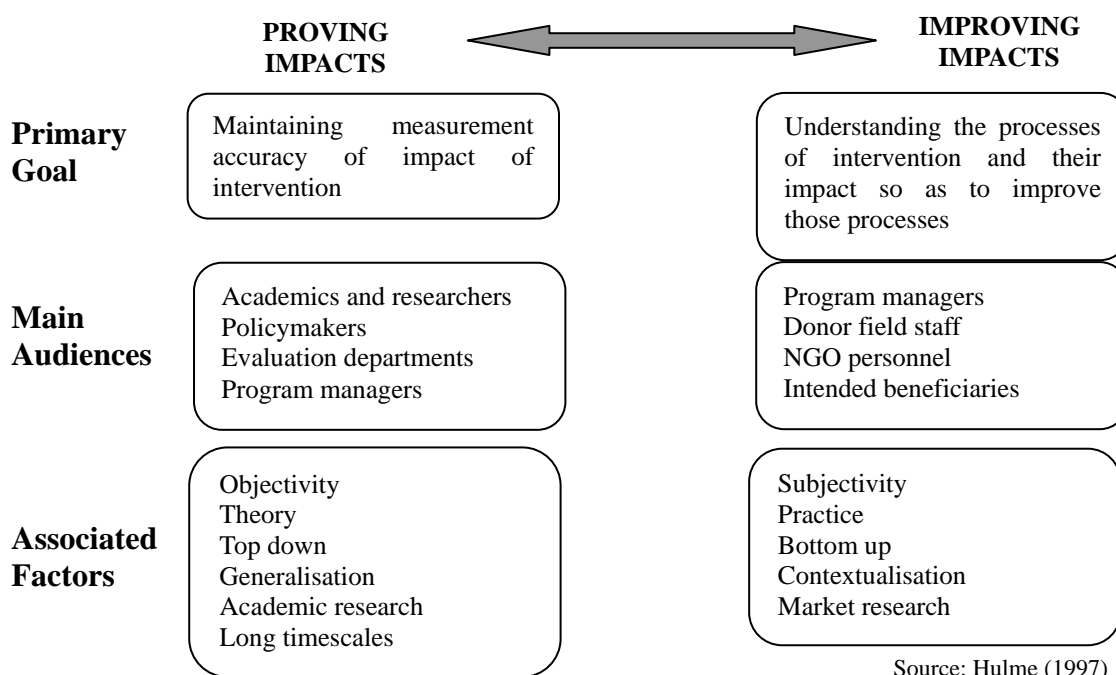 PROVING
IMPACTS
IMPROVING
IMPACTS
Primary
Goal
Maintaining measurement
accuracy of impact of
intervention
Understanding the processes
of intervention and their
impact so as to improve
those processes
Main
Audiences
Academics and researchers
Policymakers
Evaluation departments
Program managers
Program managers
Donor field staff
NGO personnel
Intended beneficiaries
Associated
Factors
Objectivity
Theory
Top down
Generalisation
Academic research
Long timescales
Subjectivity
Practice
Bottom up
Contextualisation
Market research
Source: Hulme (1997)